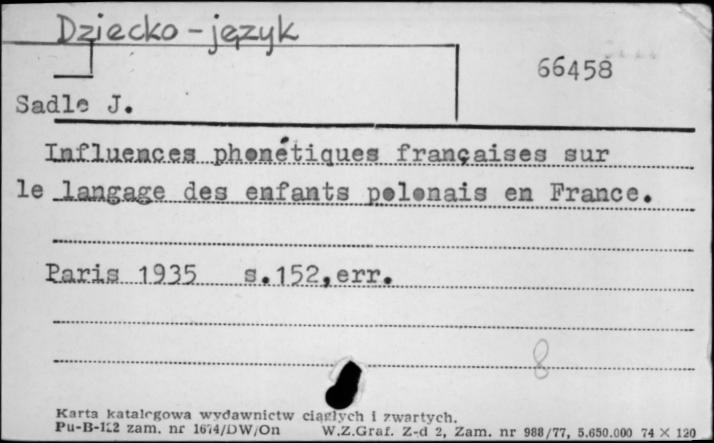 Dziecko - język
66458
Sadle J.
Influences phonétiques françaises sur
le langage des enfants polonais en France.
Paris 1935 s.152,err.
8
Karta katalogowa wydawnictw ciągłych i zwartych.
Pu-B-112 zam. nr 1674/DW/On W.Z.Graf. Z-d 2, Zam. nr 988/77, 5.650.000 74 X 120